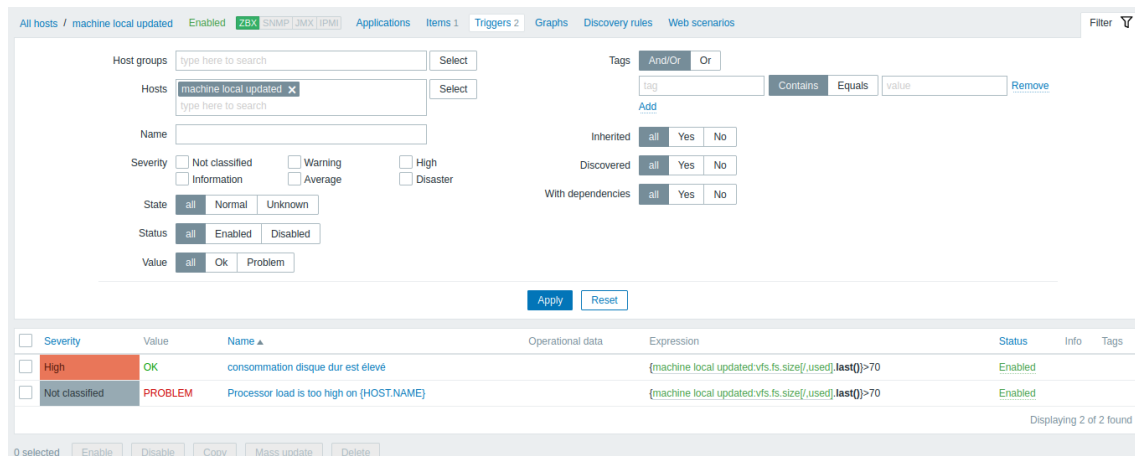 All hosts / machine local updated Enabled ZBX SNMP JMX IPMI Applications Items 1 Triggers 2 Graphs Discovery rules Web scenarios Filter
Host groups type here to search Select Tags And/Or Or
Hosts machine local updated Select tag Contains Equals value Remove
type here to search Add
Name Inherited all Yes No
Severity Not classified Warning High Discovered all Yes No
Information Average Disaster With dependencies all Yes No
State all Normal Unknown
Status all Enabled Disabled
Value all Ok Problem
Apply Reset
Severity Value Name Operational data Expression Status Info Tags
High OK consommation disque dur est élevé {machine local updated:vfs.fs.size[/,used].last()}>70 Enabled
Not classified PROBLEM Processor load is too high on {HOST.NAME} {machine local updated:vfs.fs.size[/,used].last()}>70 Enabled
Displaying 2 of 2 found
0 selected Enable Disable Copy Mass update Delete